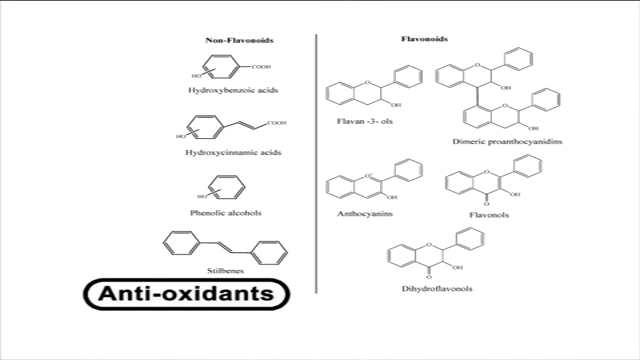 Non-Flavonoids
COOH
HO
Hydroxybenzoic acids
COOH
HO
Hydroxycinnamic acids
HO
Phenolic alcohols
Stilbenes
Anti-oxidants
Flavonoids
O
OH
Flavan -3- ols
O
OH
O
OH
Dimeric proanthocyanidins
O+
OH
Anthocyanins
O
OH
O
Flavonols
O
OH
O
Dihydroflavonols